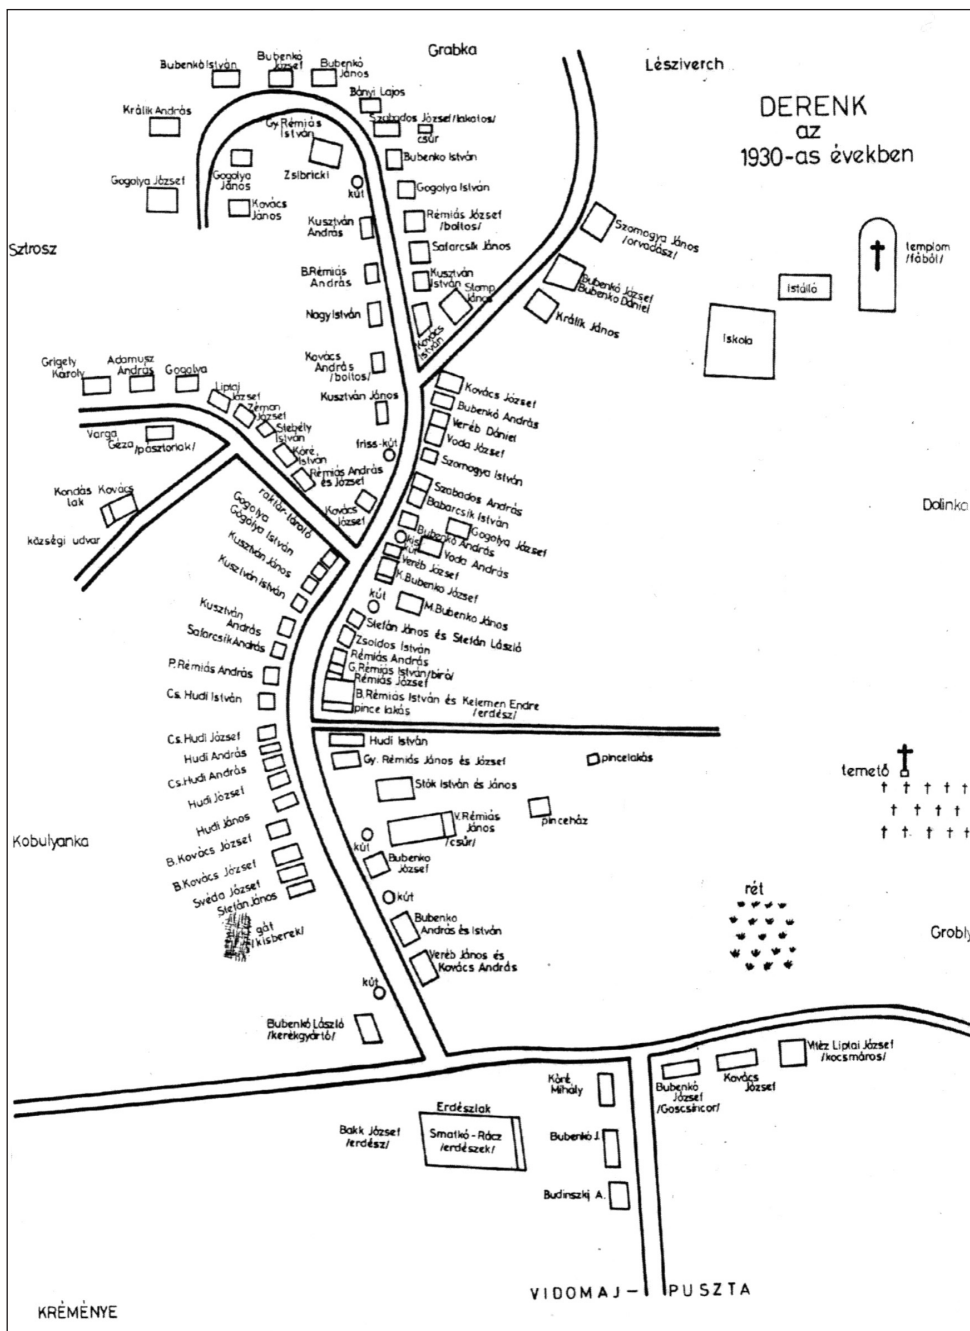 DERENK
az
1930-as években
Grabka
Lésziverch
Bubenkó István
Bubenkó
József
Bubenkó
János
Bányi Lajos
Králik András
Gy. Rémiás
István
Szabados József/lakatos/
csűr
Zsibricki
Bubenko István
Gogolya József
Gogolya
János
kút
Gogolya István
Kovács
János
Kusztván
András
Rémiás József
/boltos/
Szomogya János
/orvadász/
templom
/fából/
Sztrosz
Safarcsik János
B.Rémiás
András
Kusztván
István
Stomp
János
Bubenkó József
Bubenko Dániel
Istálló
Nagy István
Kovács
István
Králik János
Iskola
Grigely
Károly
Adamusz
András
Gogolya
Kovács
András
/boltos/
Liptaj
József
Kusztván János
Kovács József
Zéman
József
Bubenkó András
Stebély
István
Veréb Dániel
Varga
Géza /pásztornak/
Kóré
István
friss-kút
Voda József
Rémiás András
és József
Szomogya István
Kondás
lak
Kovács
raktár-tároló
Kovács
József
Szabados András
Babarcsik István
Dolinka
községi udvar
Gogolya
Gogolya István
Bubenkó András
Gogolya József
kis
kút
Voda András
Kusztván János
Veréb József
Kusztván István
K.Bubenko József
kút
M.Bubenko János
Kusztván
András
Stefán János és Stefán László
Safarcsik András
Zsoldos István
Rémiás András
P.Rémiás András
G.Rémiás István/bíró/
Rémiás József
Cs. Hudi István
B.Rémiás István és Kelemen Endre
/erdész/
pince lakás
Cs. Hudi József
Hudi István
Hudi András
Gy. Rémiás János és József
pincelakás
Cs.Hudi András
Stók István és János
temető
Hudi József
V.Rémiás
János
/csűr/
pinceház
Hudi János
Kobulyanka
kút
B.Kovács József
Bubenko
József
B.Kovács József
Svéda József
rét
Stefán János
kút
gát
/kisberek/
Bubenko
András és István
Grobly
Veréb János és
Kovács András
kút
Bubenkó László
/kerékgyártó/
Vitéz Liptai József
/kocsmáros/
Kóré
Mihály
Bubenkó
József
/Goscsincor/
Kovács
József
Erdészlak
Bakk József
/erdész/
Smatkó-Rácz
/erdészek/
Bubenkó J.
Budinszkij A.
VIDOMAJ-PUSZTA
KRÉMÉNYE